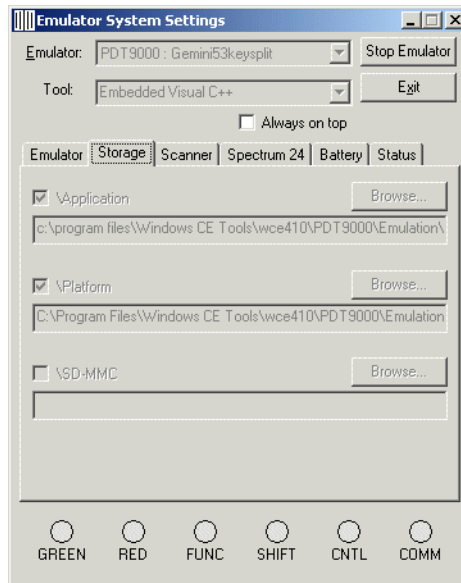 Emulator System Settings
Emulator: PDT9000 : Gemini53keysplit Stop Emulator
Tool: Embedded Visual C++ Exit
Always on top
Emulator Storage Scanner Spectrum 24 Battery Status
\Application Browse...
c:\program files\Windows CE Tools\wce410\PDT9000\Emulation\
\Platform Browse...
C:\Program Files\Windows CE Tools\wce410\PDT9000\Emulation
\SD-MMC Browse...
GREEN RED FUNC SHIFT CNTL COMM